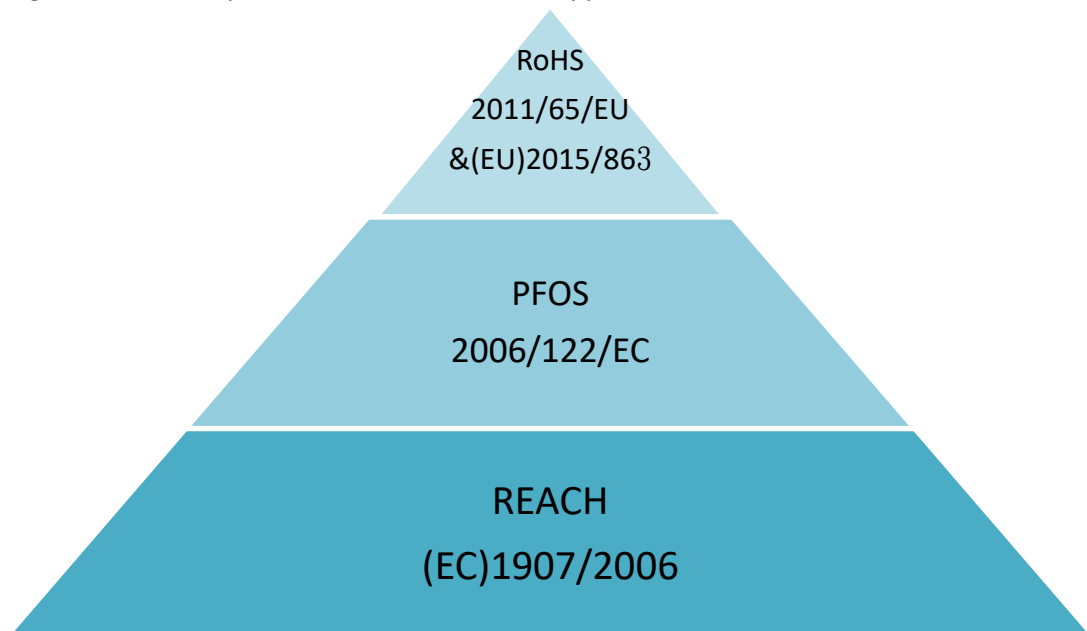 RoHS
2011/65/EU
&(EU)2015/863
PFOS
2006/122/EC
REACH
(EC)1907/2006